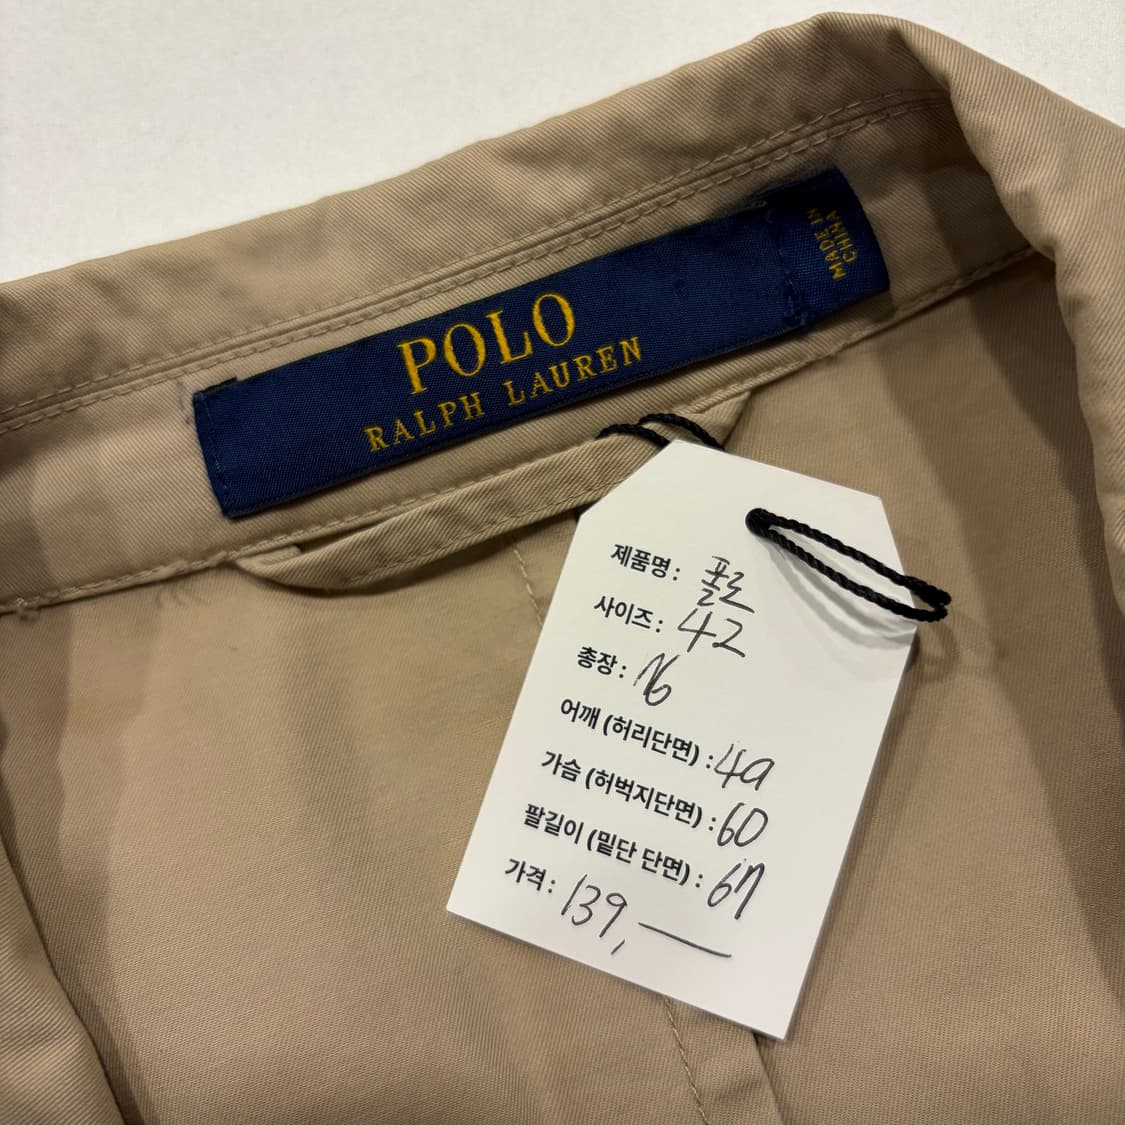 POLO
RALPH LAUREN
MADE IN
CHINA
제품명 : 폴로
사이즈 : 42
총장 : 76
어깨 (허리단면) : 49
가슴 (허벅지단면) : 60
팔길이 (밑단 단면) : 67
가격 : 139,—